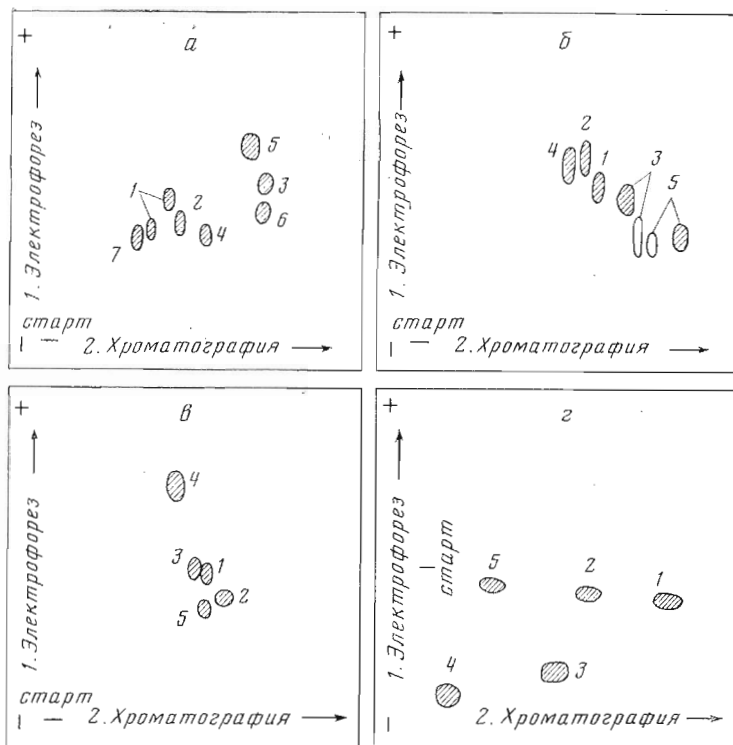 +
а
5
3
1
2
6
4
7
1. Электрофорез
старт
2. Хроматография
+
б
2
4
1
3
5
1. Электрофорез
старт
2. Хроматография
+
в
4
3
1
2
5
1. Электрофорез
старт
2. Хроматография
+
г
старт
5
2
1
4
3
1. Электрофорез
2. Хроматография